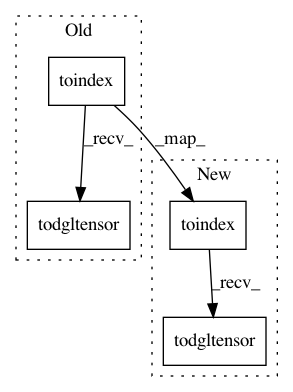 Old
toindex
_recv_
_map_
New
todgltensor
toindex
_recv_
todgltensor